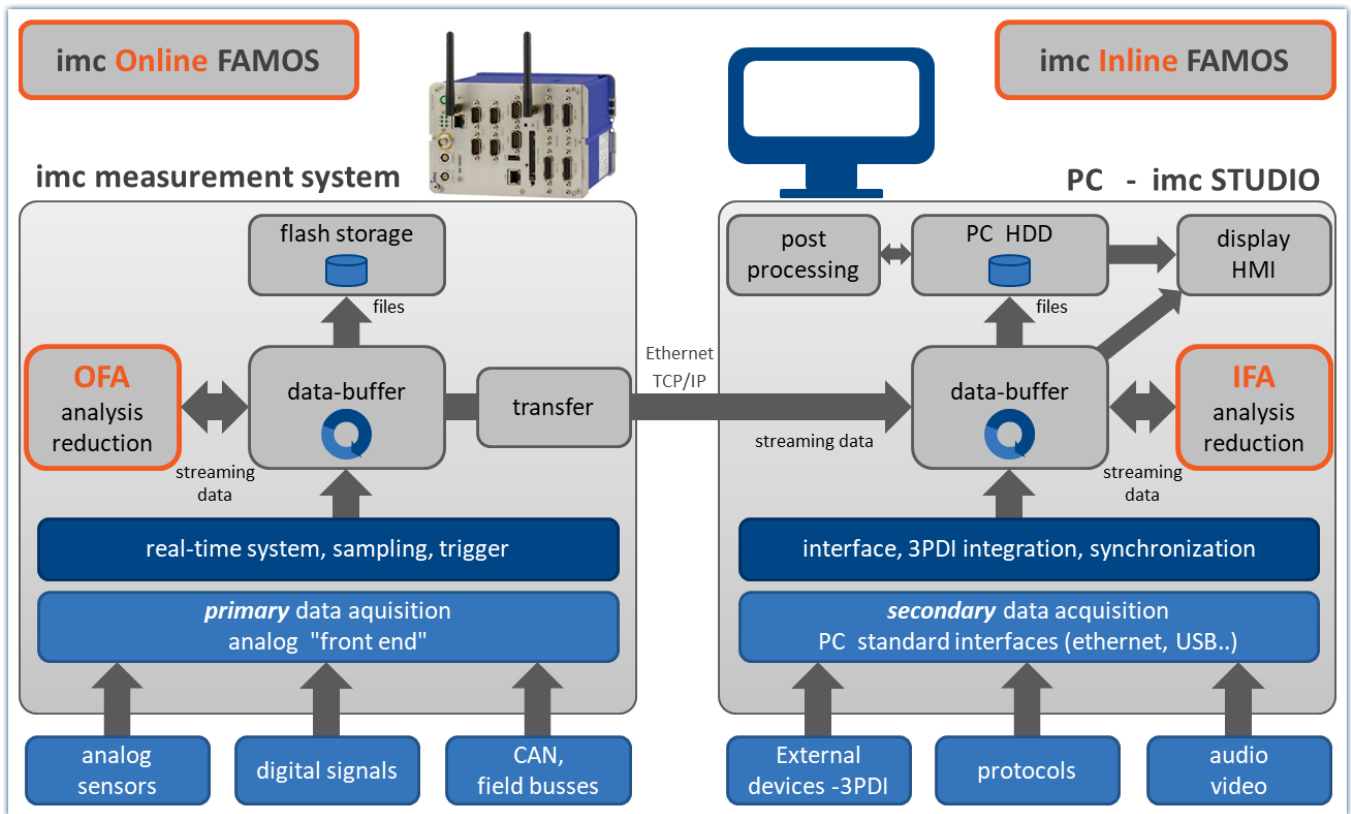 imc Online FAMOS
imc Inline FAMOS
imc measurement system
PC - imc STUDIO
flash storage
files
OFA
analysis
reduction
data-buffer
transfer
streaming
data
Ethernet
TCP/IP
streaming data
real-time system, sampling, trigger
primary data aquisition
analog "front end"
analog
sensors
digital signals
CAN,
field busses
post
processing
PC HDD
display
HMI
files
data-buffer
IFA
analysis
reduction
streaming
data
interface, 3PDI integration, synchronization
secondary data acquisition
PC standard interfaces (ethernet, USB..)
External
devices -3PDI
protocols
audio
video